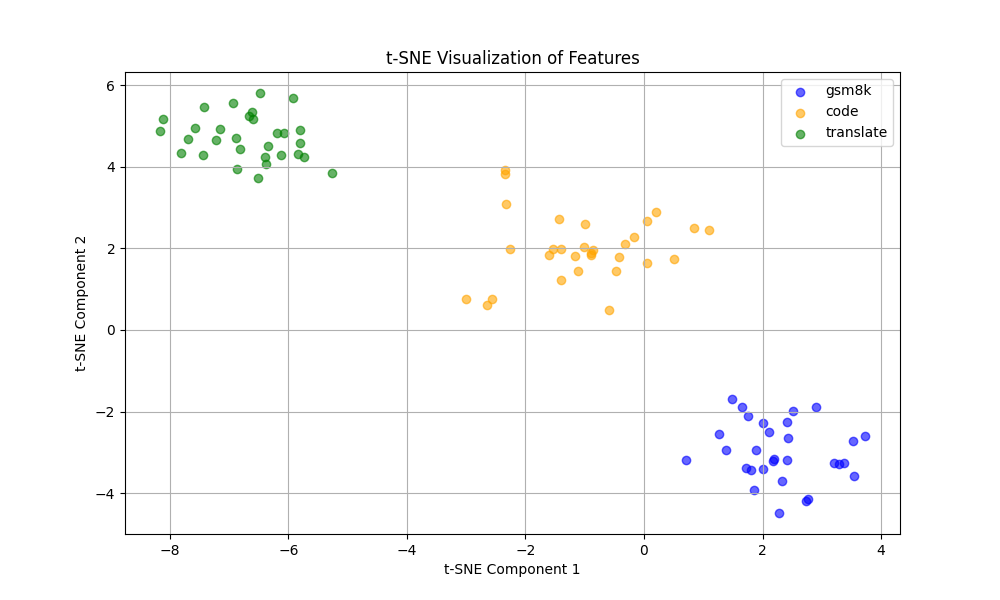 t-SNE Visualization of Features
gsm8k
code
translate
6
4
2
0
−2
−4
t-SNE Component 2
−8
−6
−4
−2
0
2
4
t-SNE Component 1